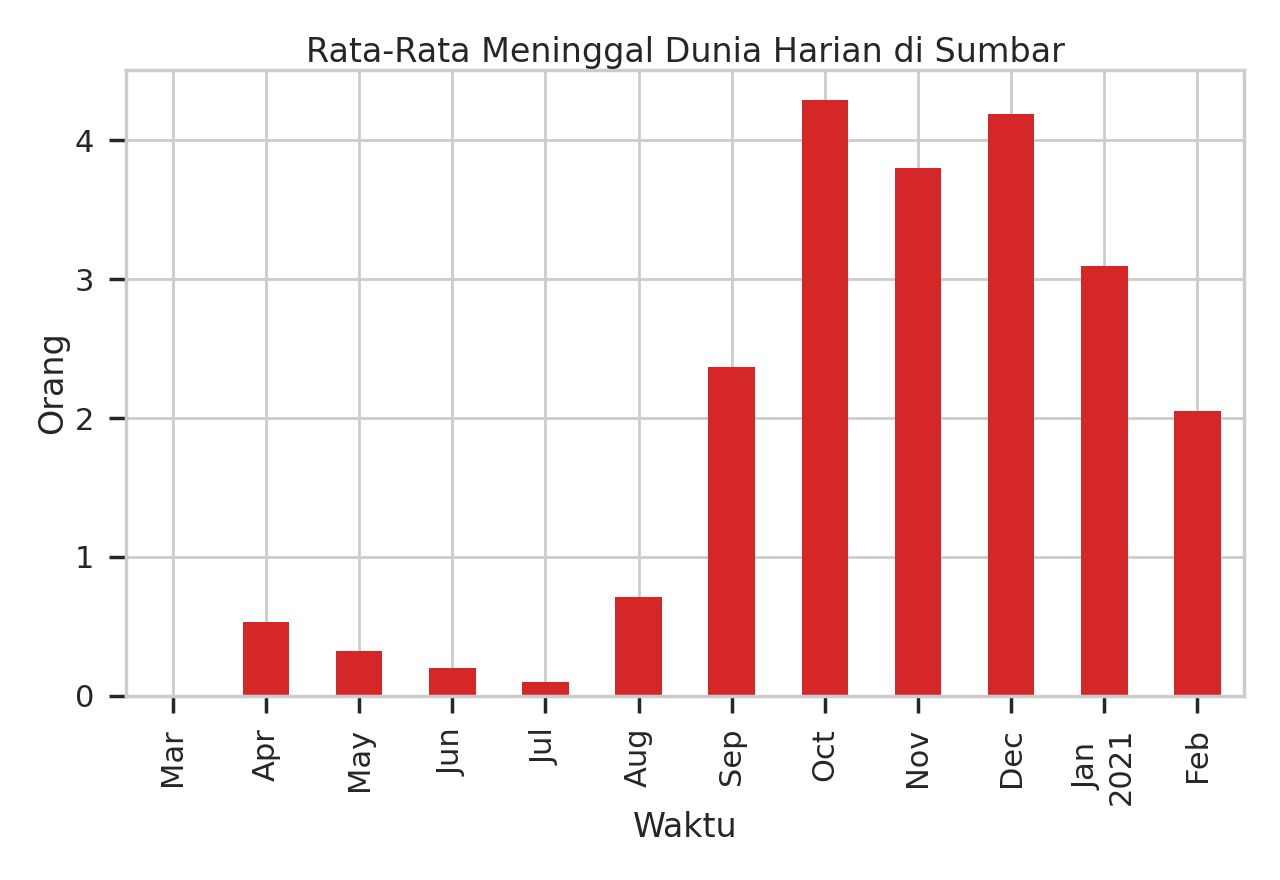 Rata-Rata Meninggal Dunia Harian di Sumbar
4
3
2
1
0
Orang
Mar
Apr
May
Jun
Jul
Aug
Sep
Oct
Nov
Dec
Jan
2021
Feb
Waktu